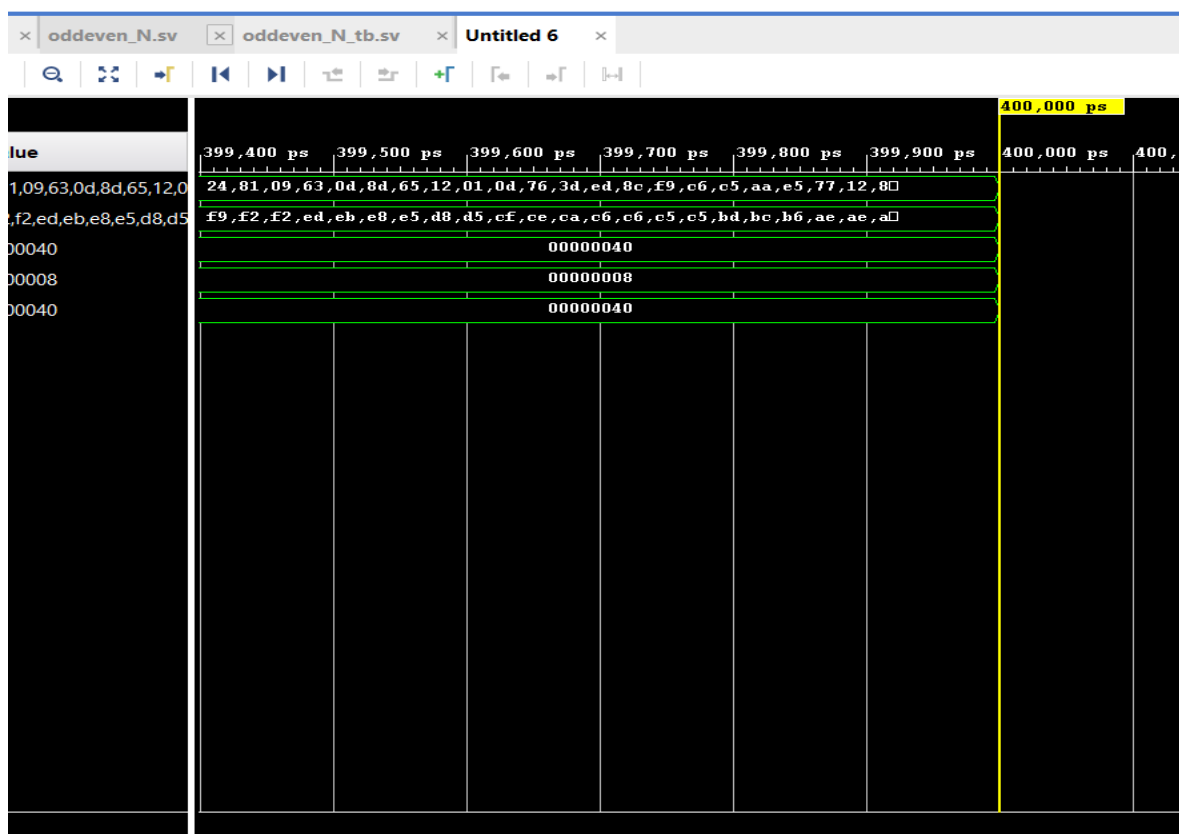 oddeven_N.sv oddeven_N_tb.sv Untitled 6
400,000 ps
lue 399,400 ps 399,500 ps 399,600 ps 399,700 ps 399,800 ps 399,900 ps 400,000 ps 400,
1,09,63,0d,8d,65,12,0 24,81,09,63,0d,8d,65,12,01,0d,76,3d,ed,8c,f9,c6,c5,aa,e5,77,12,8
2,f2,ed,eb,e8,e5,d8,d5 f9,f2,f2,ed,eb,e8,e5,d8,d5,cf,ce,ca,c6,c6,c5,c5,bd,bc,b6,ae,ae,a
00040 00000040
00008 00000008
00040 00000040